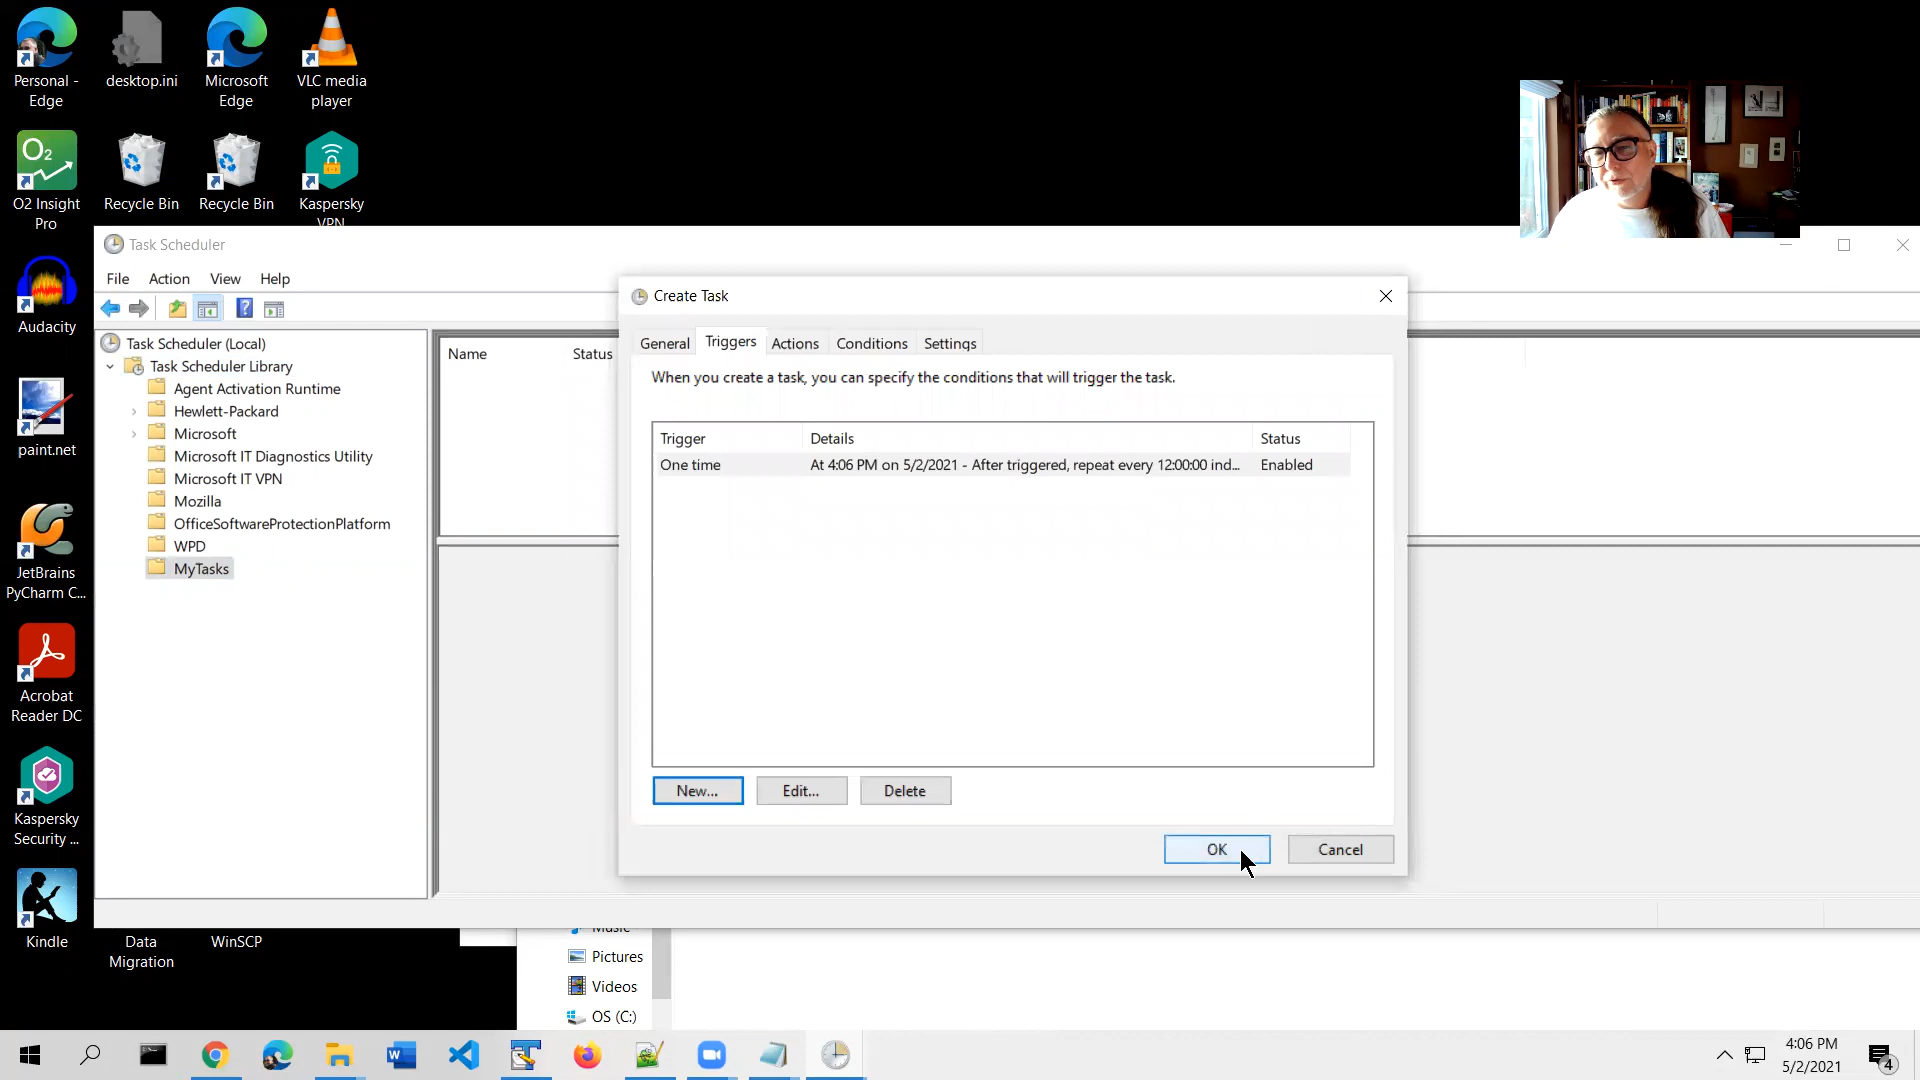 Personal - Edge
desktop.ini
Microsoft Edge
VLC media player
O2 Insight Pro
Recycle Bin
Recycle Bin
Kaspersky VPN
Audacity
paint.net
JetBrains PyCharm C...
Acrobat Reader DC
Kaspersky Security ...
Kindle
Data Migration
WinSCP
Task Scheduler
File Action View Help
Task Scheduler (Local)
Task Scheduler Library
Agent Activation Runtime
Hewlett-Packard
Microsoft
Microsoft IT Diagnostics Utility
Microsoft IT VPN
Mozilla
OfficeSoftwareProtectionPlatform
WPD
MyTasks
Name Status
Create Task
General Triggers Actions Conditions Settings
When you create a task, you can specify the conditions that will trigger the task.
Trigger Details Status
One time At 4:06 PM on 5/2/2021 - After triggered, repeat every 12:00:00 ind... Enabled
New... Edit... Delete
OK Cancel
Music
Pictures
Videos
OS (C:)
4:06 PM
5/2/2021
4